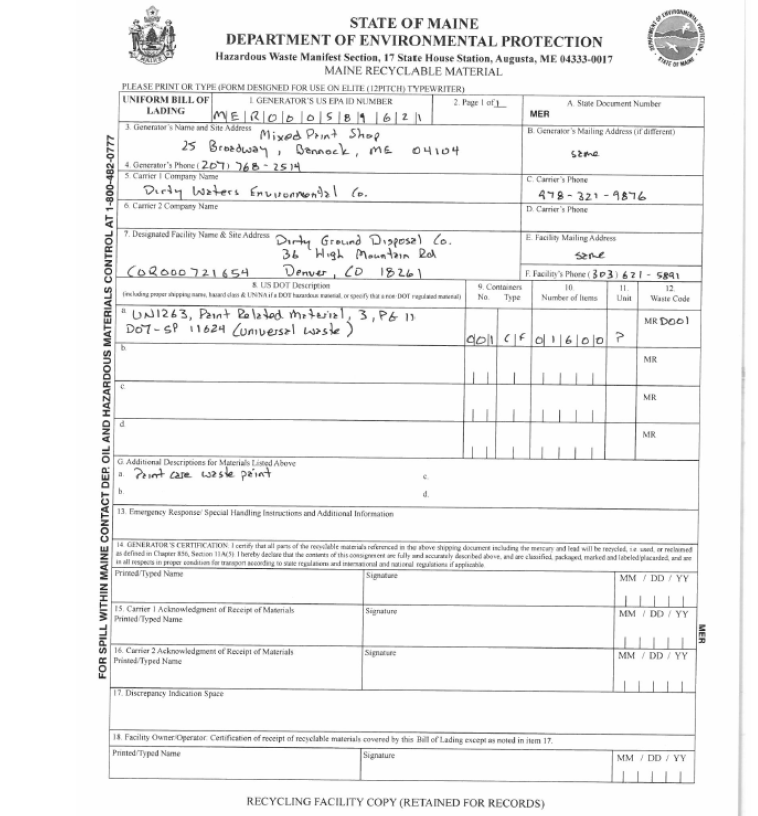 STATE OF MAINE
DEPARTMENT OF ENVIRONMENTAL PROTECTION
Hazardous Waste Manifest Section, 17 State House Station, Augusta, ME 04333-0017
MAINE RECYCLABLE MATERIAL
PLEASE PRINT OR TYPE (FORM DESIGNED FOR USE ON ELITE (12PITCH) TYPEWRITER)
UNIFORM BILL OF LADING
1. GENERATOR'S US EPA ID NUMBER
MER000589621
2. Page 1 of 1
A. State Document Number
MER
3. Generator's Name and Site Address Mixed Print Shop
25 Broadway, Bannock, ME 04104
B. Generator's Mailing Address (if different)
same
4. Generator's Phone (207) 768-2514
5. Carrier 1 Company Name
Dirty Waters Environmental Co.
C. Carrier's Phone
978-321-9876
6. Carrier 2 Company Name
D. Carrier's Phone
7. Designated Facility Name & Site Address Dirty Ground Disposal Co.
36 High Mountain Rd
COR000721654 Denver, CO 18261
E. Facility Mailing Address
same
F. Facility's Phone (303) 621-5891
8. US DOT Description
(including proper shipping name, hazard class & UN/NA if a DOT hazardous material, or specify that a non-DOT regulated material)
9. Containers
No. Type
10.
Number of Items
11.
Unit
12.
Waste Code
a. UN1263, Paint Related Material, 3, PG II
DOT-SP 11624 (Universal Waste)
001 CF 01600 P
MR D001
b.
MR
c.
MR
d.
MR
G. Additional Descriptions for Materials Listed Above
a. Paint care waste paint
c.
b.
d.
13. Emergency Response/ Special Handling Instructions and Additional Information
14. GENERATOR'S CERTIFICATION: I certify that all parts of the recyclable materials referenced in the above shipping document including the mercury and lead will be recycled, i.e. used, or reclaimed
as defined in Chapter 856, Section 11A(5). I hereby declare that the contents of this consignment are fully and accurately described, and are classified, packaged, marked and labeled/placarded, and are
in all respects in proper condition for transport according to state regulations and international and national regulations if applicable.
Printed/Typed Name
Signature
MM / DD / YY
15. Carrier 1 Acknowledgment of Receipt of Materials
Printed/Typed Name
Signature
MM / DD / YY
16. Carrier 2 Acknowledgment of Receipt of Materials
Printed/Typed Name
Signature
MM / DD / YY
17. Discrepancy Indication Space
18. Facility Owner/Operator: Certification of receipt of recyclable materials covered by this Bill of Lading except as noted in item 17.
Printed/Typed Name
Signature
MM / DD / YY
RECYCLING FACILITY COPY (RETAINED FOR RECORDS)
FOR SPILL WITHIN MAINE CONTACT DEP. OIL AND HAZARDOUS MATERIALS CONTROL AT 1-800-482-0777
MER
MAINE
DEPARTMENT OF ENVIRONMENTAL PROTECTION
STATE OF MAINE